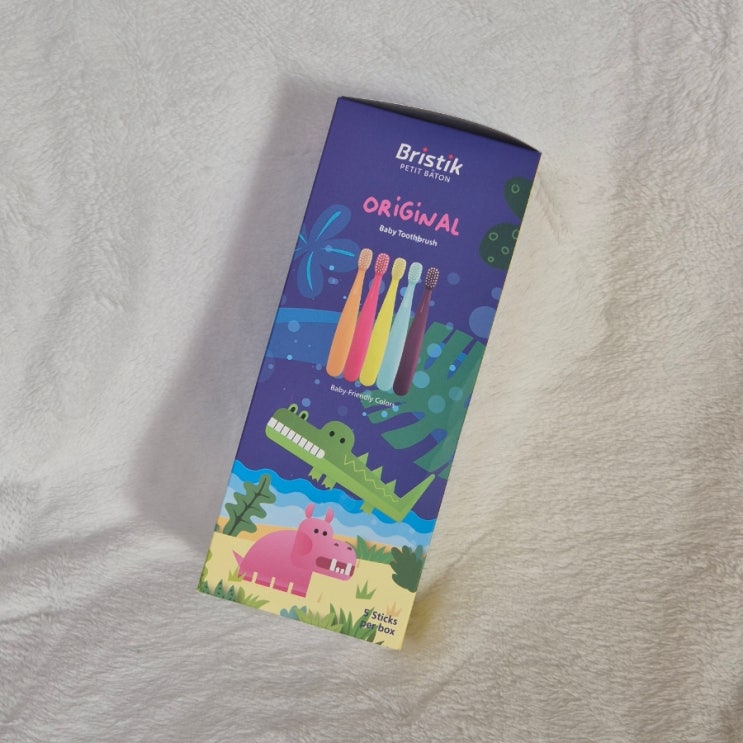 Bristik
PETIT BÂTON
ORiGiNAL
Baby Toothbrush
Baby-Friendly Colors
5 Sticks
per box